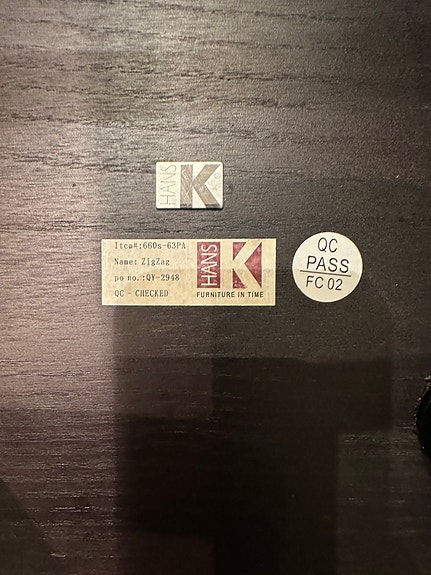 HANS K
Item#:660s-63PA
Name: ZigZag
po no.:QY-2948
QC - CHECKED
HANS K
FURNITURE IN TIME
QC
PASS
FC 02